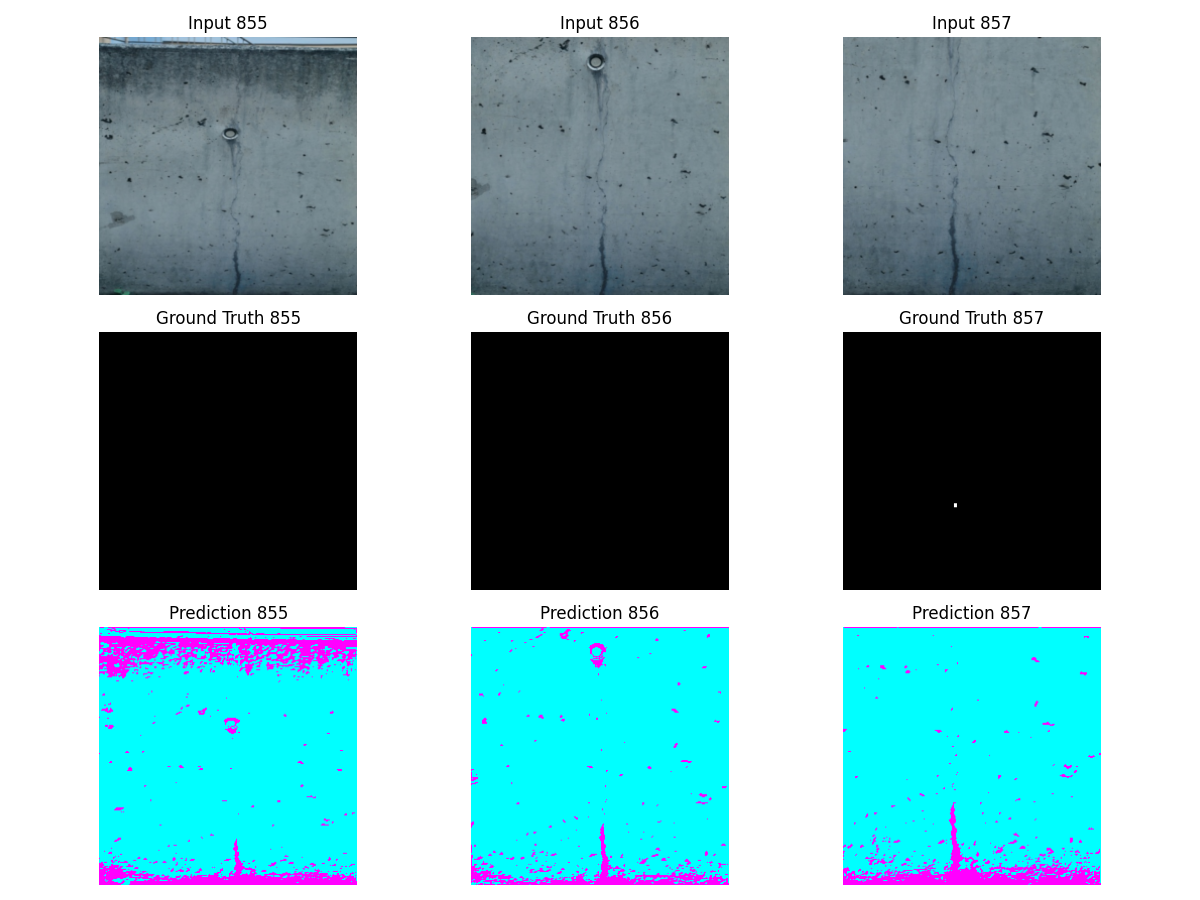 Input 855
Input 856
Input 857
Ground Truth 855
Ground Truth 856
Ground Truth 857
Prediction 855
Prediction 856
Prediction 857